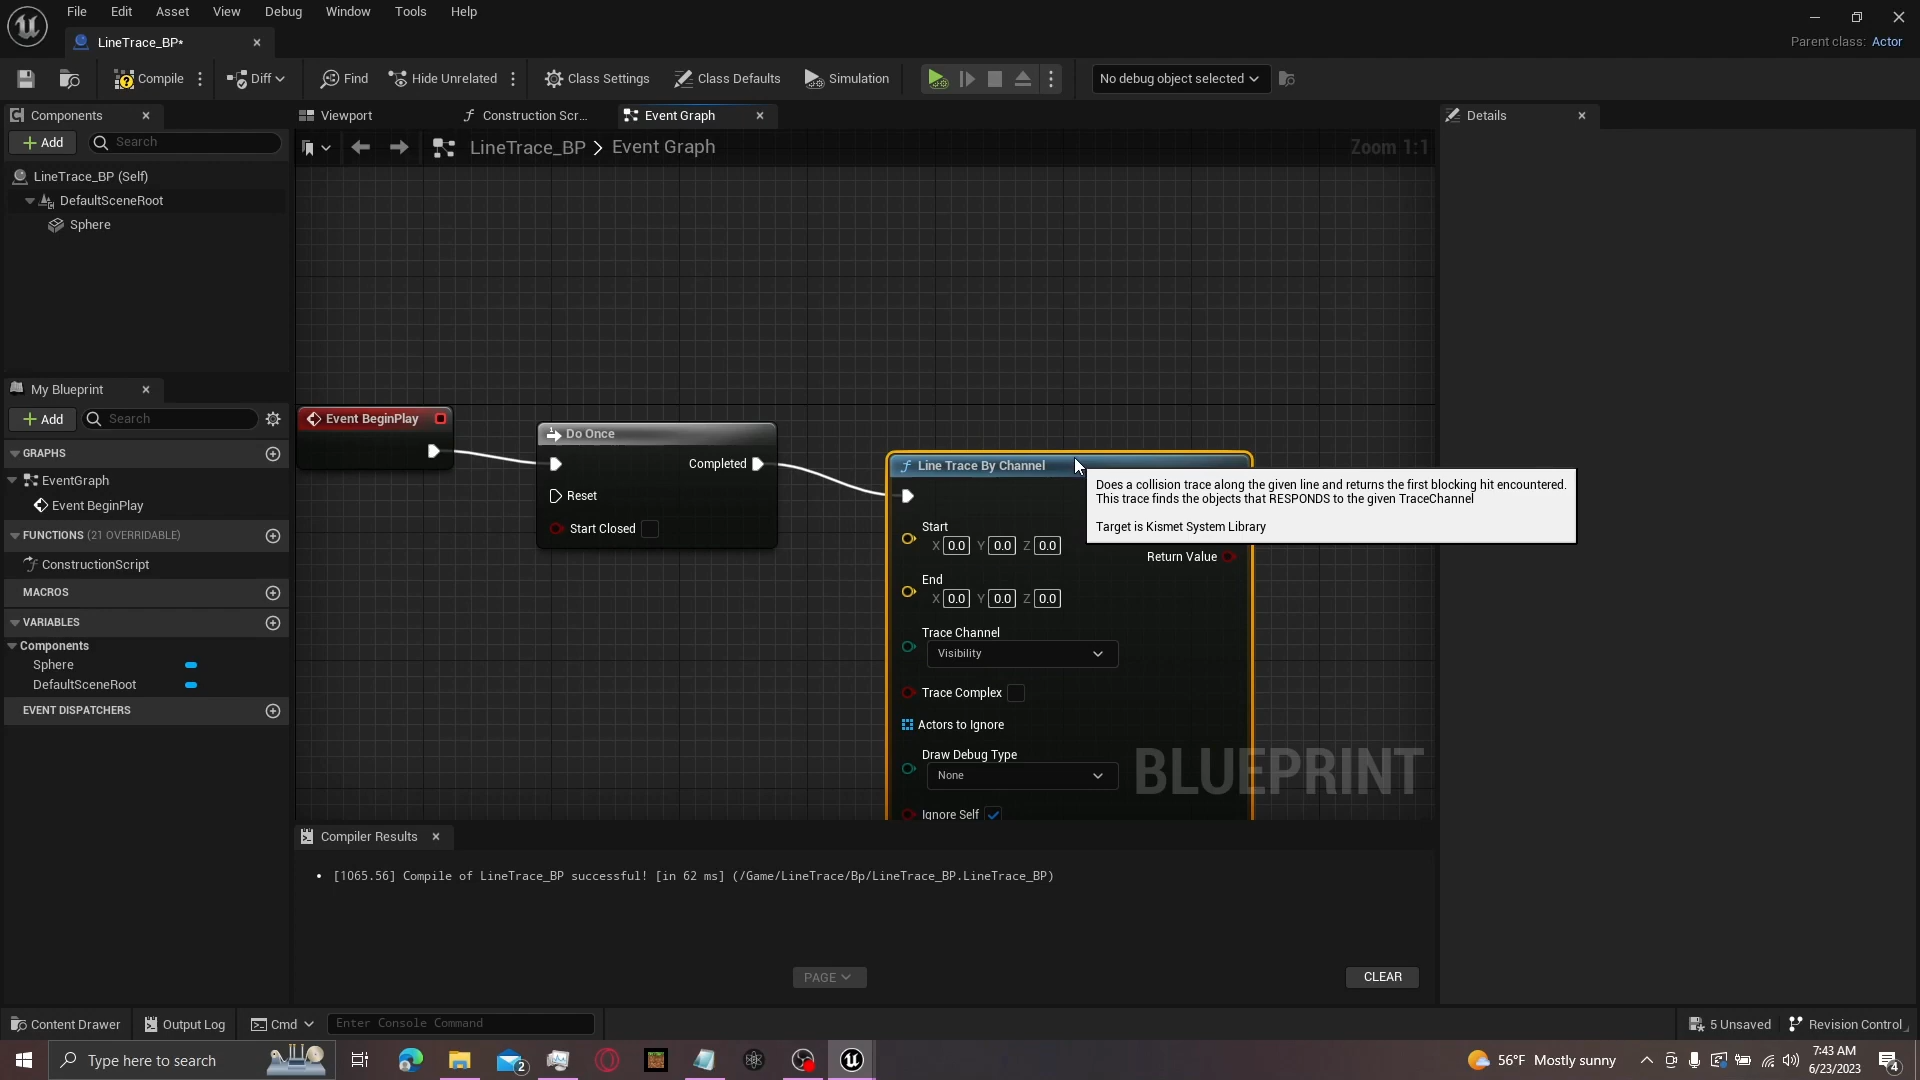 File Edit Asset View Debug Window Tools Help
LineTrace_BP*
Parent class: Actor
Compile Diff Find Hide Unrelated Class Settings Class Defaults Simulation No debug object selected
Components Viewport Construction Scr... Event Graph Details
Add Search
LineTrace_BP > Event Graph Zoom 1:1
LineTrace_BP (Self)
DefaultSceneRoot
Sphere
My Blueprint
Add Search
GRAPHS
EventGraph
Event BeginPlay
FUNCTIONS (21 OVERRIDABLE)
ConstructionScript
MACROS
VARIABLES
Components
Sphere
DefaultSceneRoot
EVENT DISPATCHERS
Event BeginPlay
Do Once
Completed
Reset
Start Closed
Line Trace By Channel
Start
X 0.0 Y 0.0 Z 0.0
Return Value
End
X 0.0 Y 0.0 Z 0.0
Trace Channel
Visibility
Trace Complex
Actors to Ignore
Draw Debug Type
None
Ignore Self
Does a collision trace along the given line and returns the first blocking hit encountered.
This trace finds the objects that RESPONDS to the given TraceChannel
Target is Kismet System Library
BLUEPRINT
Compiler Results
[1065.56] Compile of LineTrace_BP successful! [in 62 ms] (/Game/LineTrace/Bp/LineTrace_BP.LineTrace_BP)
PAGE CLEAR
Content Drawer Output Log Cmd Enter Console Command 5 Unsaved Revision Control
Type here to search 2 56°F Mostly sunny 7:43 AM
6/23/2023 4